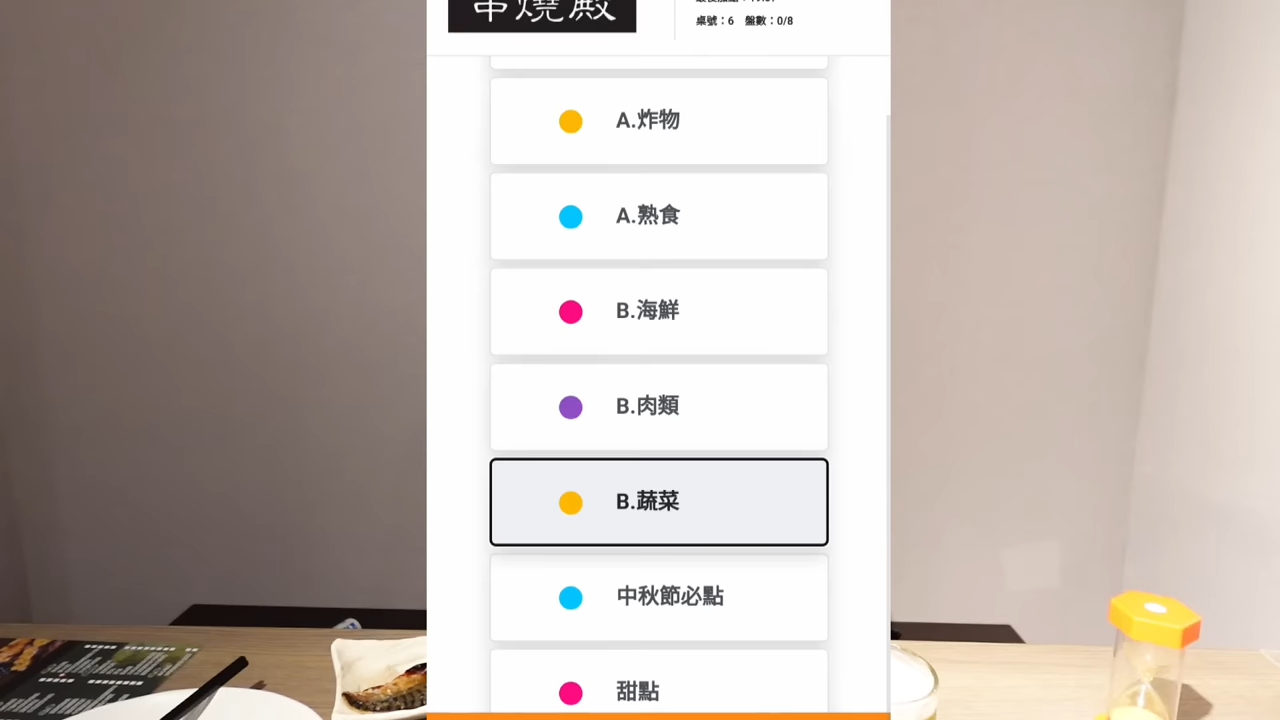 串燒殿
桌號：6 盤數：0/8
A.炸物
A.熟食
B.海鮮
B.肉類
B.蔬菜
中秋節必點
甜點